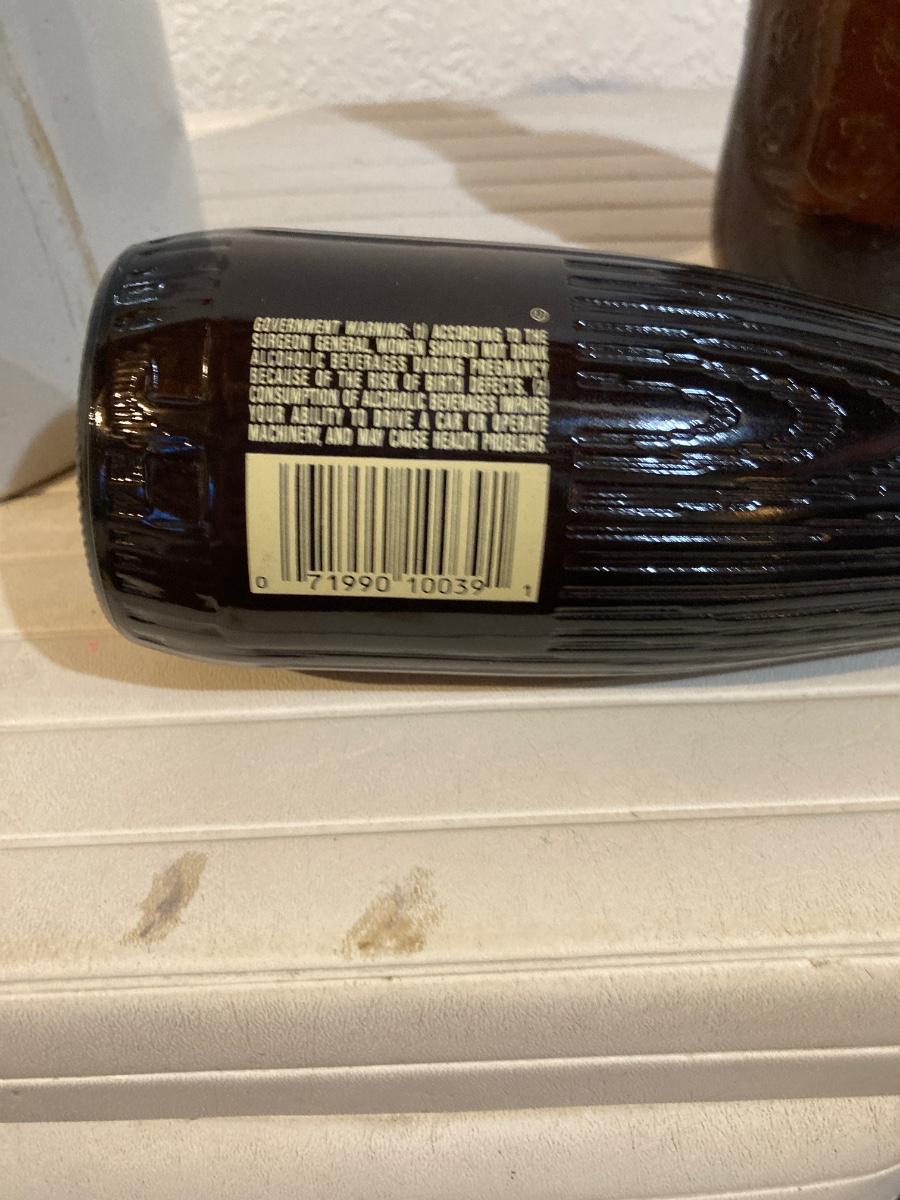 GOVERNMENT WARNING: (1) ACCORDING TO THE
SURGEON GENERAL, WOMEN SHOULD NOT DRINK
ALCOHOLIC BEVERAGES DURING PREGNANCY
BECAUSE OF THE RISK OF BIRTH DEFECTS. (2)
CONSUMPTION OF ALCOHOLIC BEVERAGES IMPAIRS
YOUR ABILITY TO DRIVE A CAR OR OPERATE
MACHINERY, AND MAY CAUSE HEALTH PROBLEMS.
0 71990 10039 1